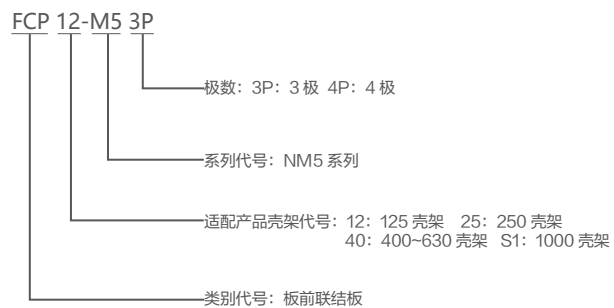 FCP 12-M5 3P
极数：3P：3 极 4P：4 极
系列代号：NM5 系列
适配产品壳架代号：12：125 壳架 25：250 壳架
40：400~630 壳架 S1：1000 壳架
类别代号：板前联结板